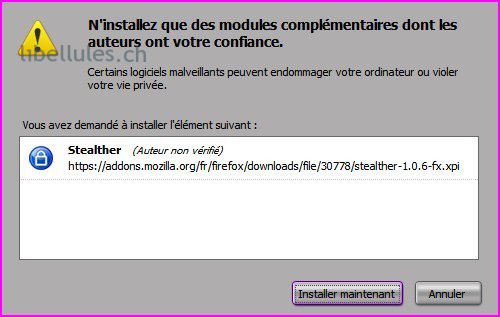 N'installez que des modules complémentaires dont les
auteurs ont votre confiance.
libellules.ch
Certains logiciels malveillants peuvent endommager votre ordinateur ou violer
votre vie privée.
Vous avez demandé à installer l'élément suivant :
Stealther (Auteur non vérifié)
https://addons.mozilla.org/fr/firefox/downloads/file/30778/stealther-1.0.6-fx.xpi
Installer maintenant Annuler